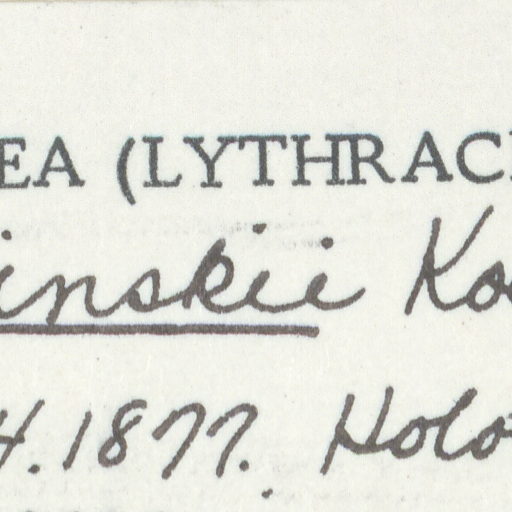 EA (LYTHRAC
inskii Ko
4.1877. Holo